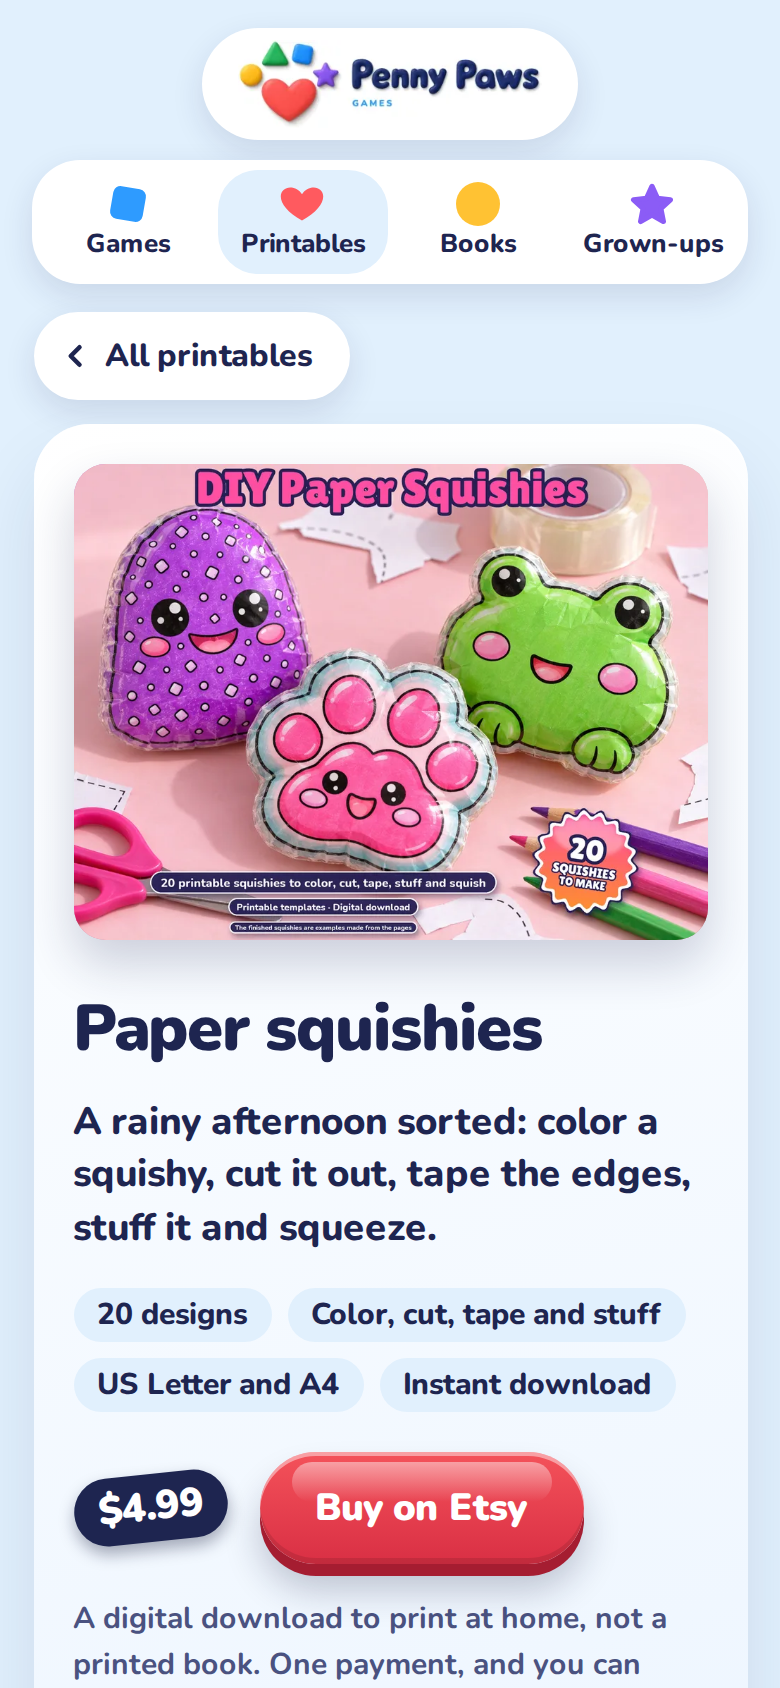 Penny Paws
GAMES
Games
Printables
Books
Grown-ups
All printables
DIY Paper Squishies
20
SQUISHIES
TO MAKE
20 printable squishies to color, cut, tape, stuff and squish
Printable templates · Digital download
The finished squishies are examples made from the pages
Paper squishies
A rainy afternoon sorted: color a
squishy, cut it out, tape the edges,
stuff it and squeeze.
20 designs
Color, cut, tape and stuff
US Letter and A4
Instant download
$4.99
Buy on Etsy
A digital download to print at home, not a
printed book. One payment, and you can